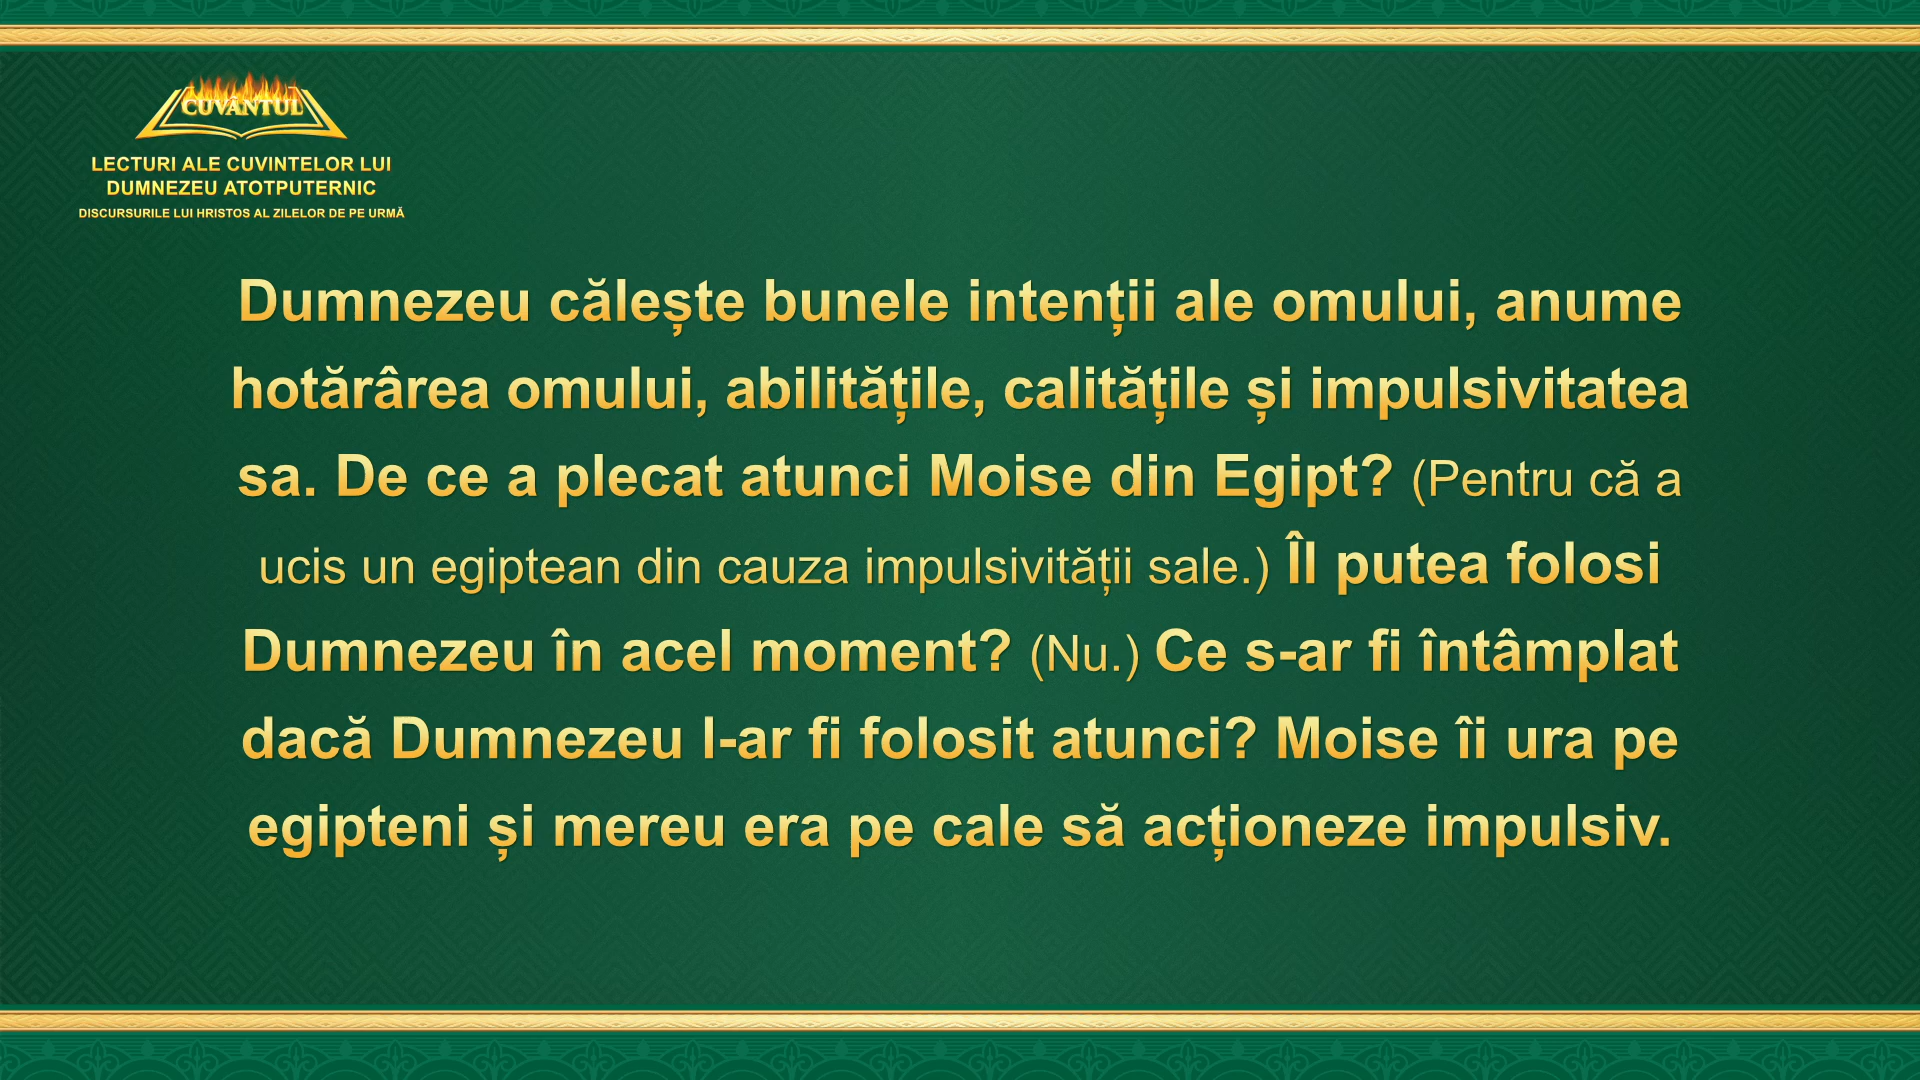 CUVÂNTUL
LECTURI ALE CUVINTELOR LUI
DUMNEZEU ATOTPUTERNIC
DISCURSURILE LUI HRISTOS AL ZILELOR DE PE URMĂ
Dumnezeu călește bunele intenții ale omului, anume
hotărârea omului, abilitățile, calitățile și impulsivitatea
sa. De ce a plecat atunci Moise din Egipt? (Pentru că a
ucis un egiptean din cauza impulsivității sale.) Îl putea folosi
Dumnezeu în acel moment? (Nu.) Ce s-ar fi întâmplat
dacă Dumnezeu l-ar fi folosit atunci? Moise îi ura pe
egipteni și mereu era pe cale să acționeze impulsiv.